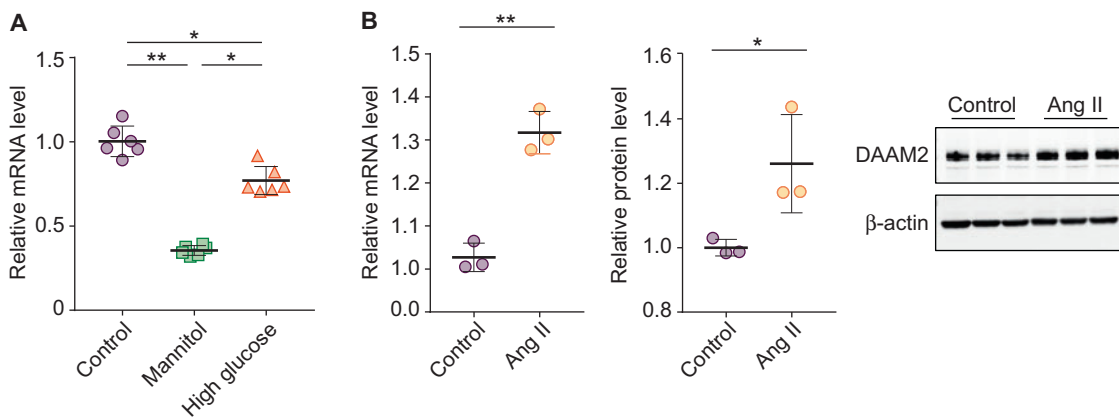 A
Relative mRNA level
1.5
1.0
0.5
0
*
**
*
Control
Mannitol
High glucose
B
Relative mRNA level
1.5
1.4
1.3
1.2
1.1
1.0
0.0
**
Control
Ang II
Relative protein level
1.6
1.4
1.2
1.0
0.8
*
Control
Ang II
Control Ang II
DAAM2
β-actin